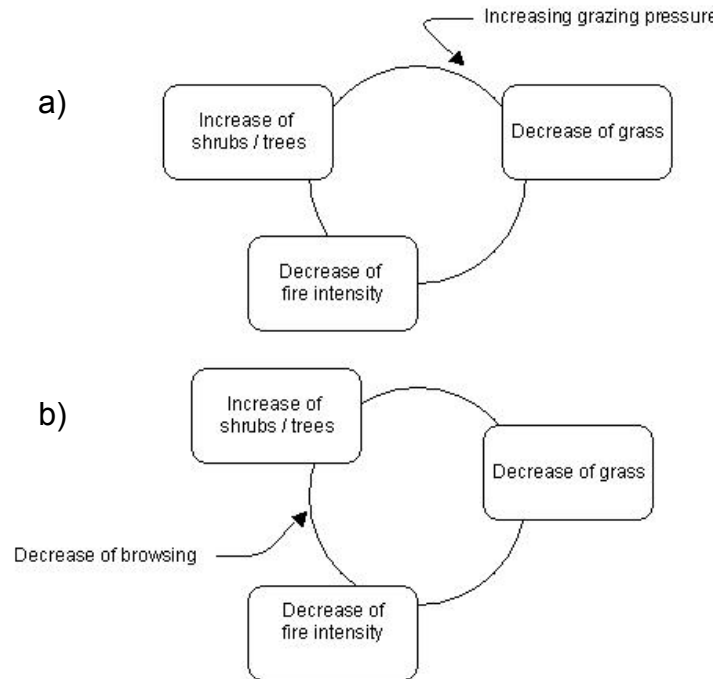 Increasing grazing pressure
a)
Increase of
shrubs / trees
Decrease of grass
Decrease of
fire intensity
b)
Increase of
shrubs / trees
Decrease of grass
Decrease of browsing
Decrease of
fire intensity